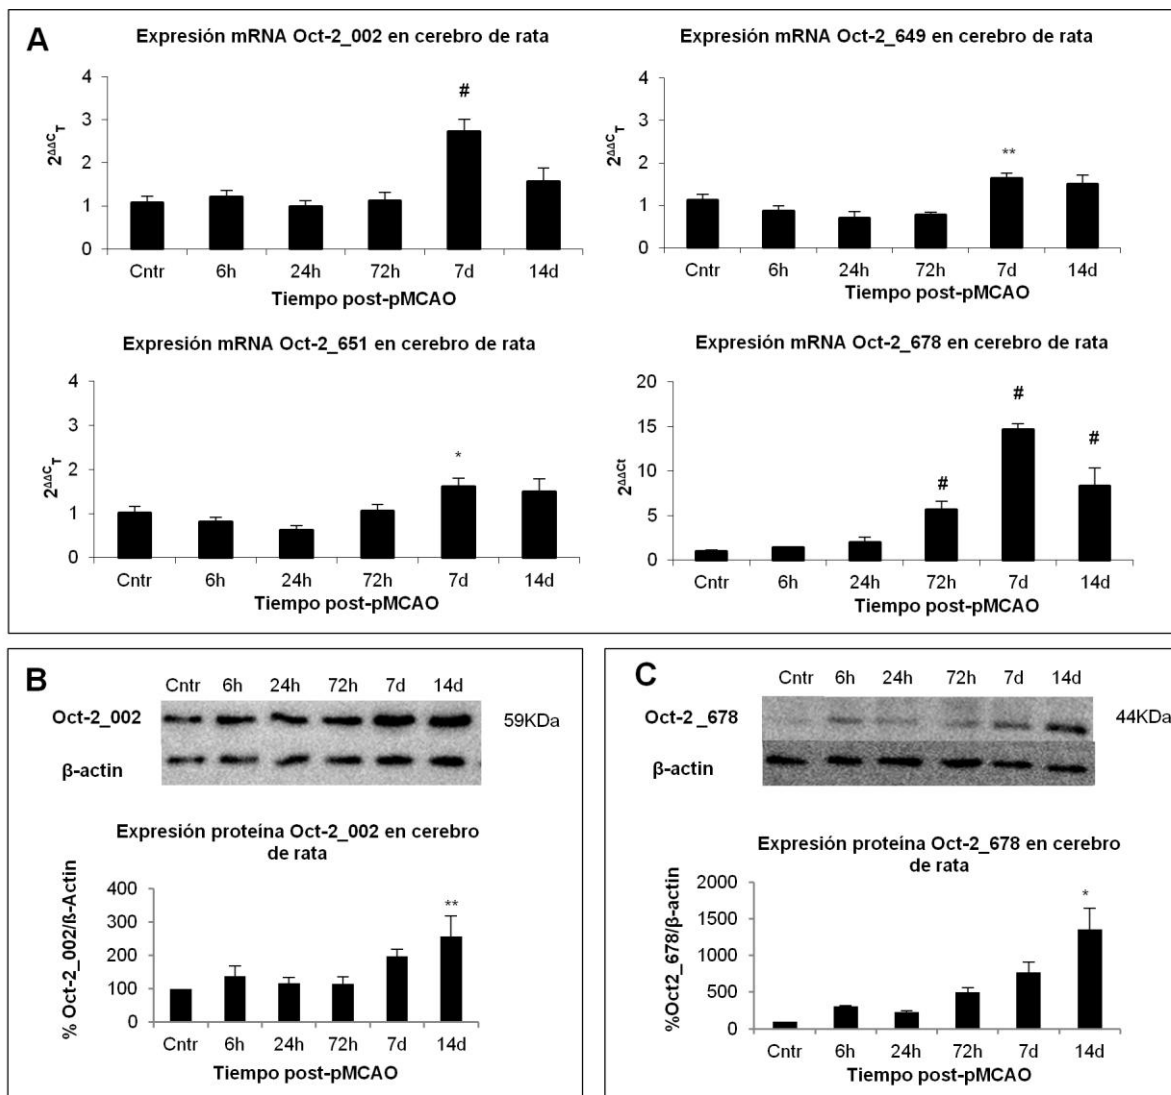 A
Expresión mRNA Oct-2_002 en cerebro de rata
2ΔΔC T
4
3
2
1
0
#
Cntr 6h 24h 72h 7d 14d
Tiempo post-pMCAO
Expresión mRNA Oct-2_649 en cerebro de rata
2ΔΔC T
4
3
2
1
0
**
Cntr 6h 24h 72h 7d 14d
Tiempo post-pMCAO
Expresión mRNA Oct-2_651 en cerebro de rata
2ΔΔC T
4
3
2
1
0
*
Cntr 6h 24h 72h 7d 14d
Tiempo post-pMCAO
Expresión mRNA Oct-2_678 en cerebro de rata
2ΔΔCt
20
15
10
5
0
# # #
Cntr 6h 24h 72h 7d 14d
Tiempo post-pMCAO
B
Cntr 6h 24h 72h 7d 14d
Oct-2_002 59KDa
β-actin
Expresión proteína Oct-2_002 en cerebro
de rata
% Oct-2_002/ß-Actin
400
300
200
100
0
**
Cntr 6h 24h 72h 7d 14d
Tiempo post-pMCAO
C
Cntr 6h 24h 72h 7d 14d
Oct-2_678 44KDa
β-actin
Expresión proteína Oct-2_678 en cerebro
de rata
%Oct2_678/β-actin
2000
1500
1000
500
0
*
Cntr 6h 24h 72h 7d 14d
Tiempo post-pMCAO